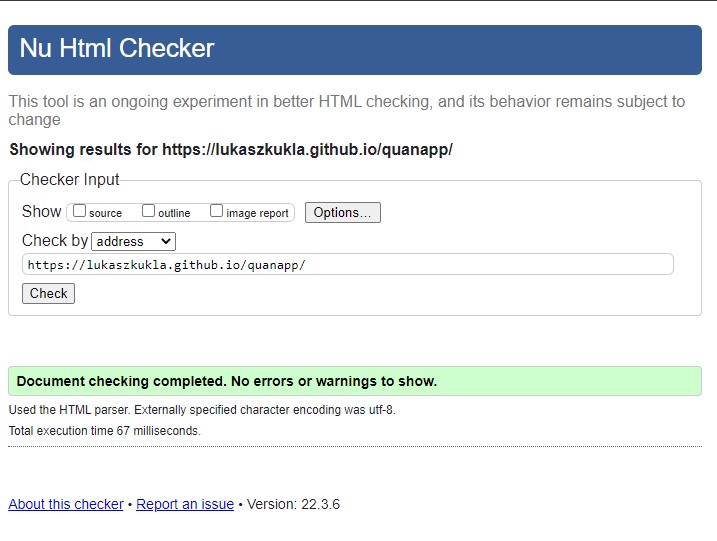 Nu Html Checker
This tool is an ongoing experiment in better HTML checking, and its behavior remains subject to
change
Showing results for https://lukaszkukla.github.io/quanapp/
Checker Input
Show source outline image report Options...
Check by address
https://lukaszkukla.github.io/quanapp/
Check
Document checking completed. No errors or warnings to show.
Used the HTML parser. Externally specified character encoding was utf-8.
Total execution time 67 milliseconds.
About this checker • Report an issue • Version: 22.3.6